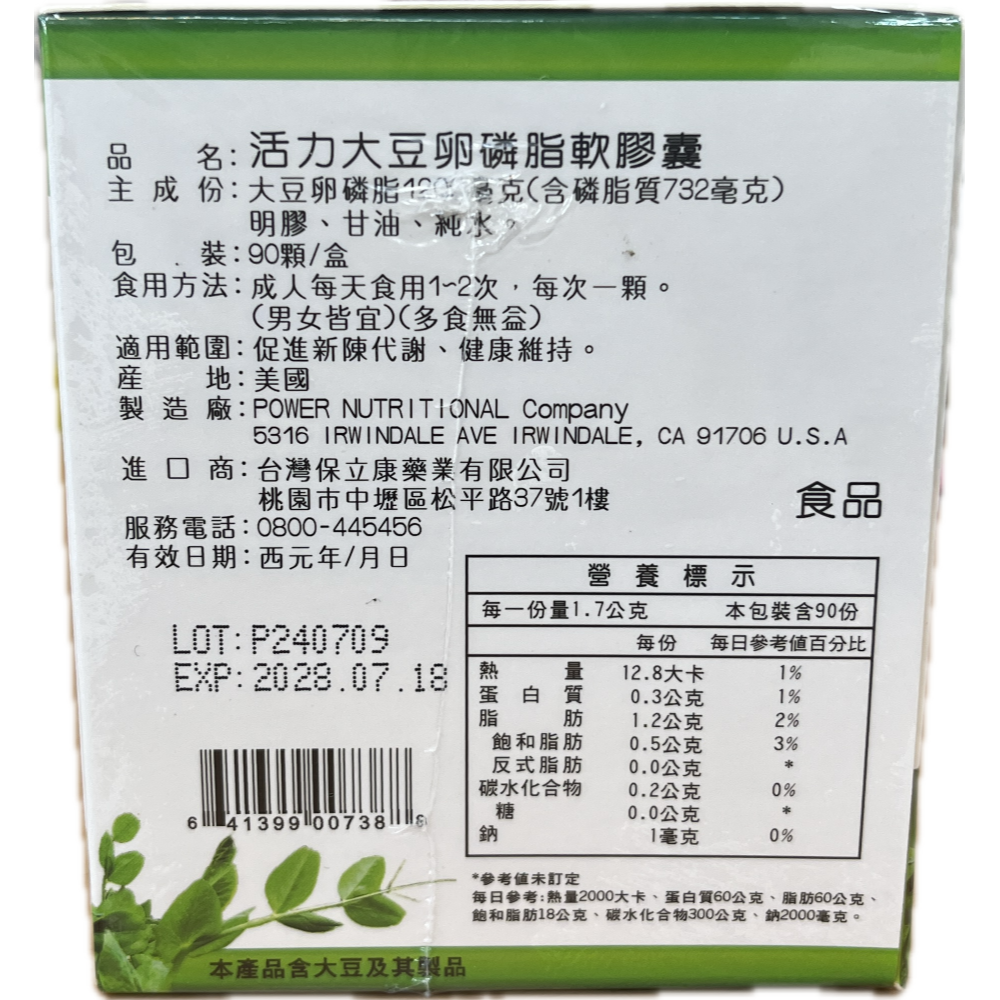 品 名:活力大豆卵磷脂軟膠囊
主 成 份:大豆卵磷脂 毫克(含磷脂質732毫克)
明膠、甘油、純水。
包 裝:90顆/盒
食用方法:成人每天食用1~2次,每次一顆。
(男女皆宜)(多食無益)
適用範圍:促進新陳代謝、健康維持。
産 地:美國
製 造 廠:POWER NUTRITIONAL Company
5316 IRWINDALE AVE IRWINDALE, CA 91706 U.S.A
進 口 商:台灣保立康藥業有限公司
桃園市中壢區松平路37號1樓
食品
服務電話:0800-445456
有效日期:西元年/月日
LOT:P240709
EXP:2028.07.18
6 41399 00738 8
營 養 標 示
每一份量1.7公克 本包裝含90份
每份 每日參考值百分比
熱 量 12.8大卡 1%
蛋 白 質 0.3公克 1%
脂 肪 1.2公克 2%
飽和脂肪 0.5公克 3%
反式脂肪 0.0公克 *
碳水化合物 0.2公克 0%
糖 0.0公克 *
鈉 1毫克 0%
*參考值未訂定
每日參考:熱量2000大卡、蛋白質60公克、脂肪60公克、
飽和脂肪18公克、碳水化合物300公克、鈉2000毫克。
本產品含大豆及其製品